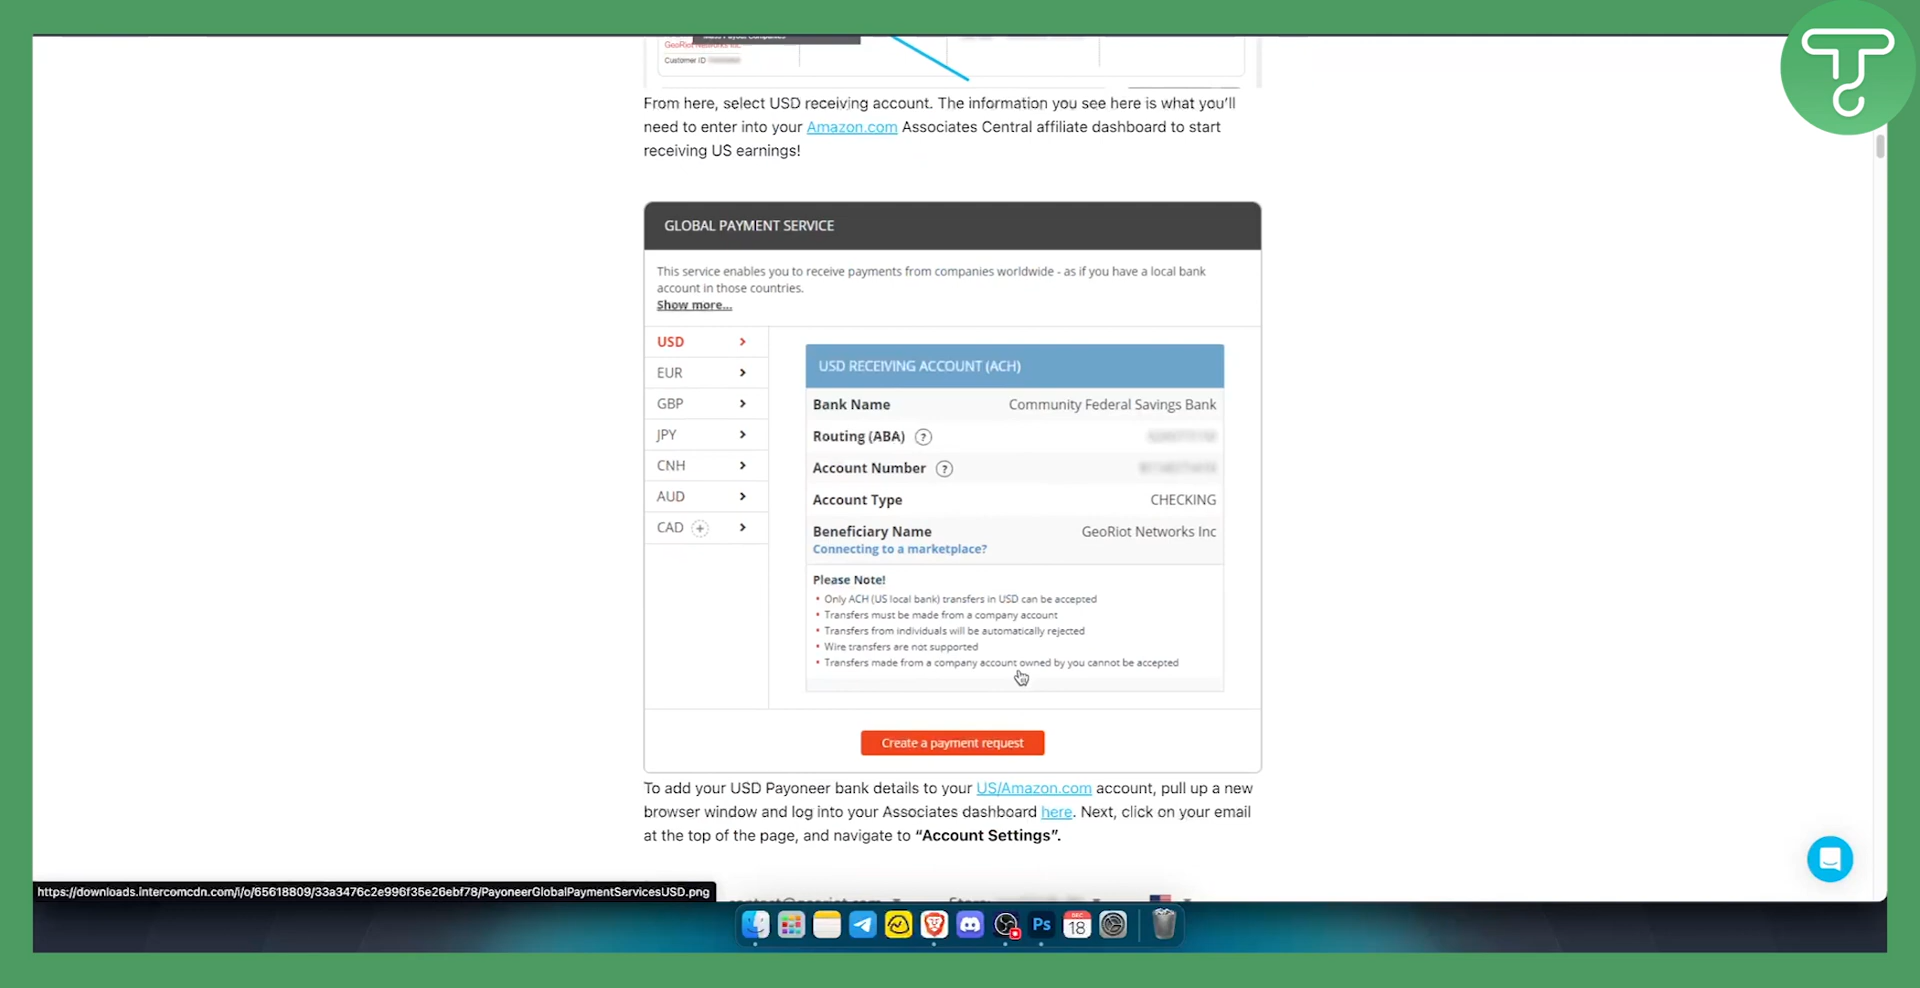 GeoRiot Networks Inc.
Customer ID
From here, select USD receiving account. The information you see here is what you'll
need to enter into your Amazon.com Associates Central affiliate dashboard to start
receiving US earnings!
GLOBAL PAYMENT SERVICE
This service enables you to receive payments from companies worldwide - as if you have a local bank
account in those countries.
Show more...
USD
EUR
GBP
JPY
CNH
AUD
CAD
USD RECEIVING ACCOUNT (ACH)
Bank Name Community Federal Savings Bank
Routing (ABA) ?
Account Number ?
Account Type CHECKING
Beneficiary Name GeoRiot Networks Inc
Connecting to a marketplace?
Please Note!
• Only ACH (US local bank) transfers in USD can be accepted
• Transfers must be made from a company account
• Transfers from individuals will be automatically rejected
• Wire transfers are not supported
• Transfers made from a company account owned by you cannot be accepted
Create a payment request
To add your USD Payoneer bank details to your US/Amazon.com account, pull up a new
browser window and log into your Associates dashboard here. Next, click on your email
at the top of the page, and navigate to “Account Settings”.
https://downloads.intercomcdn.com/i/o/65618809/33a3476c2e996f35e26ebf78/PayoneerGlobalPaymentServicesUSD.png
Ps
DEC
18